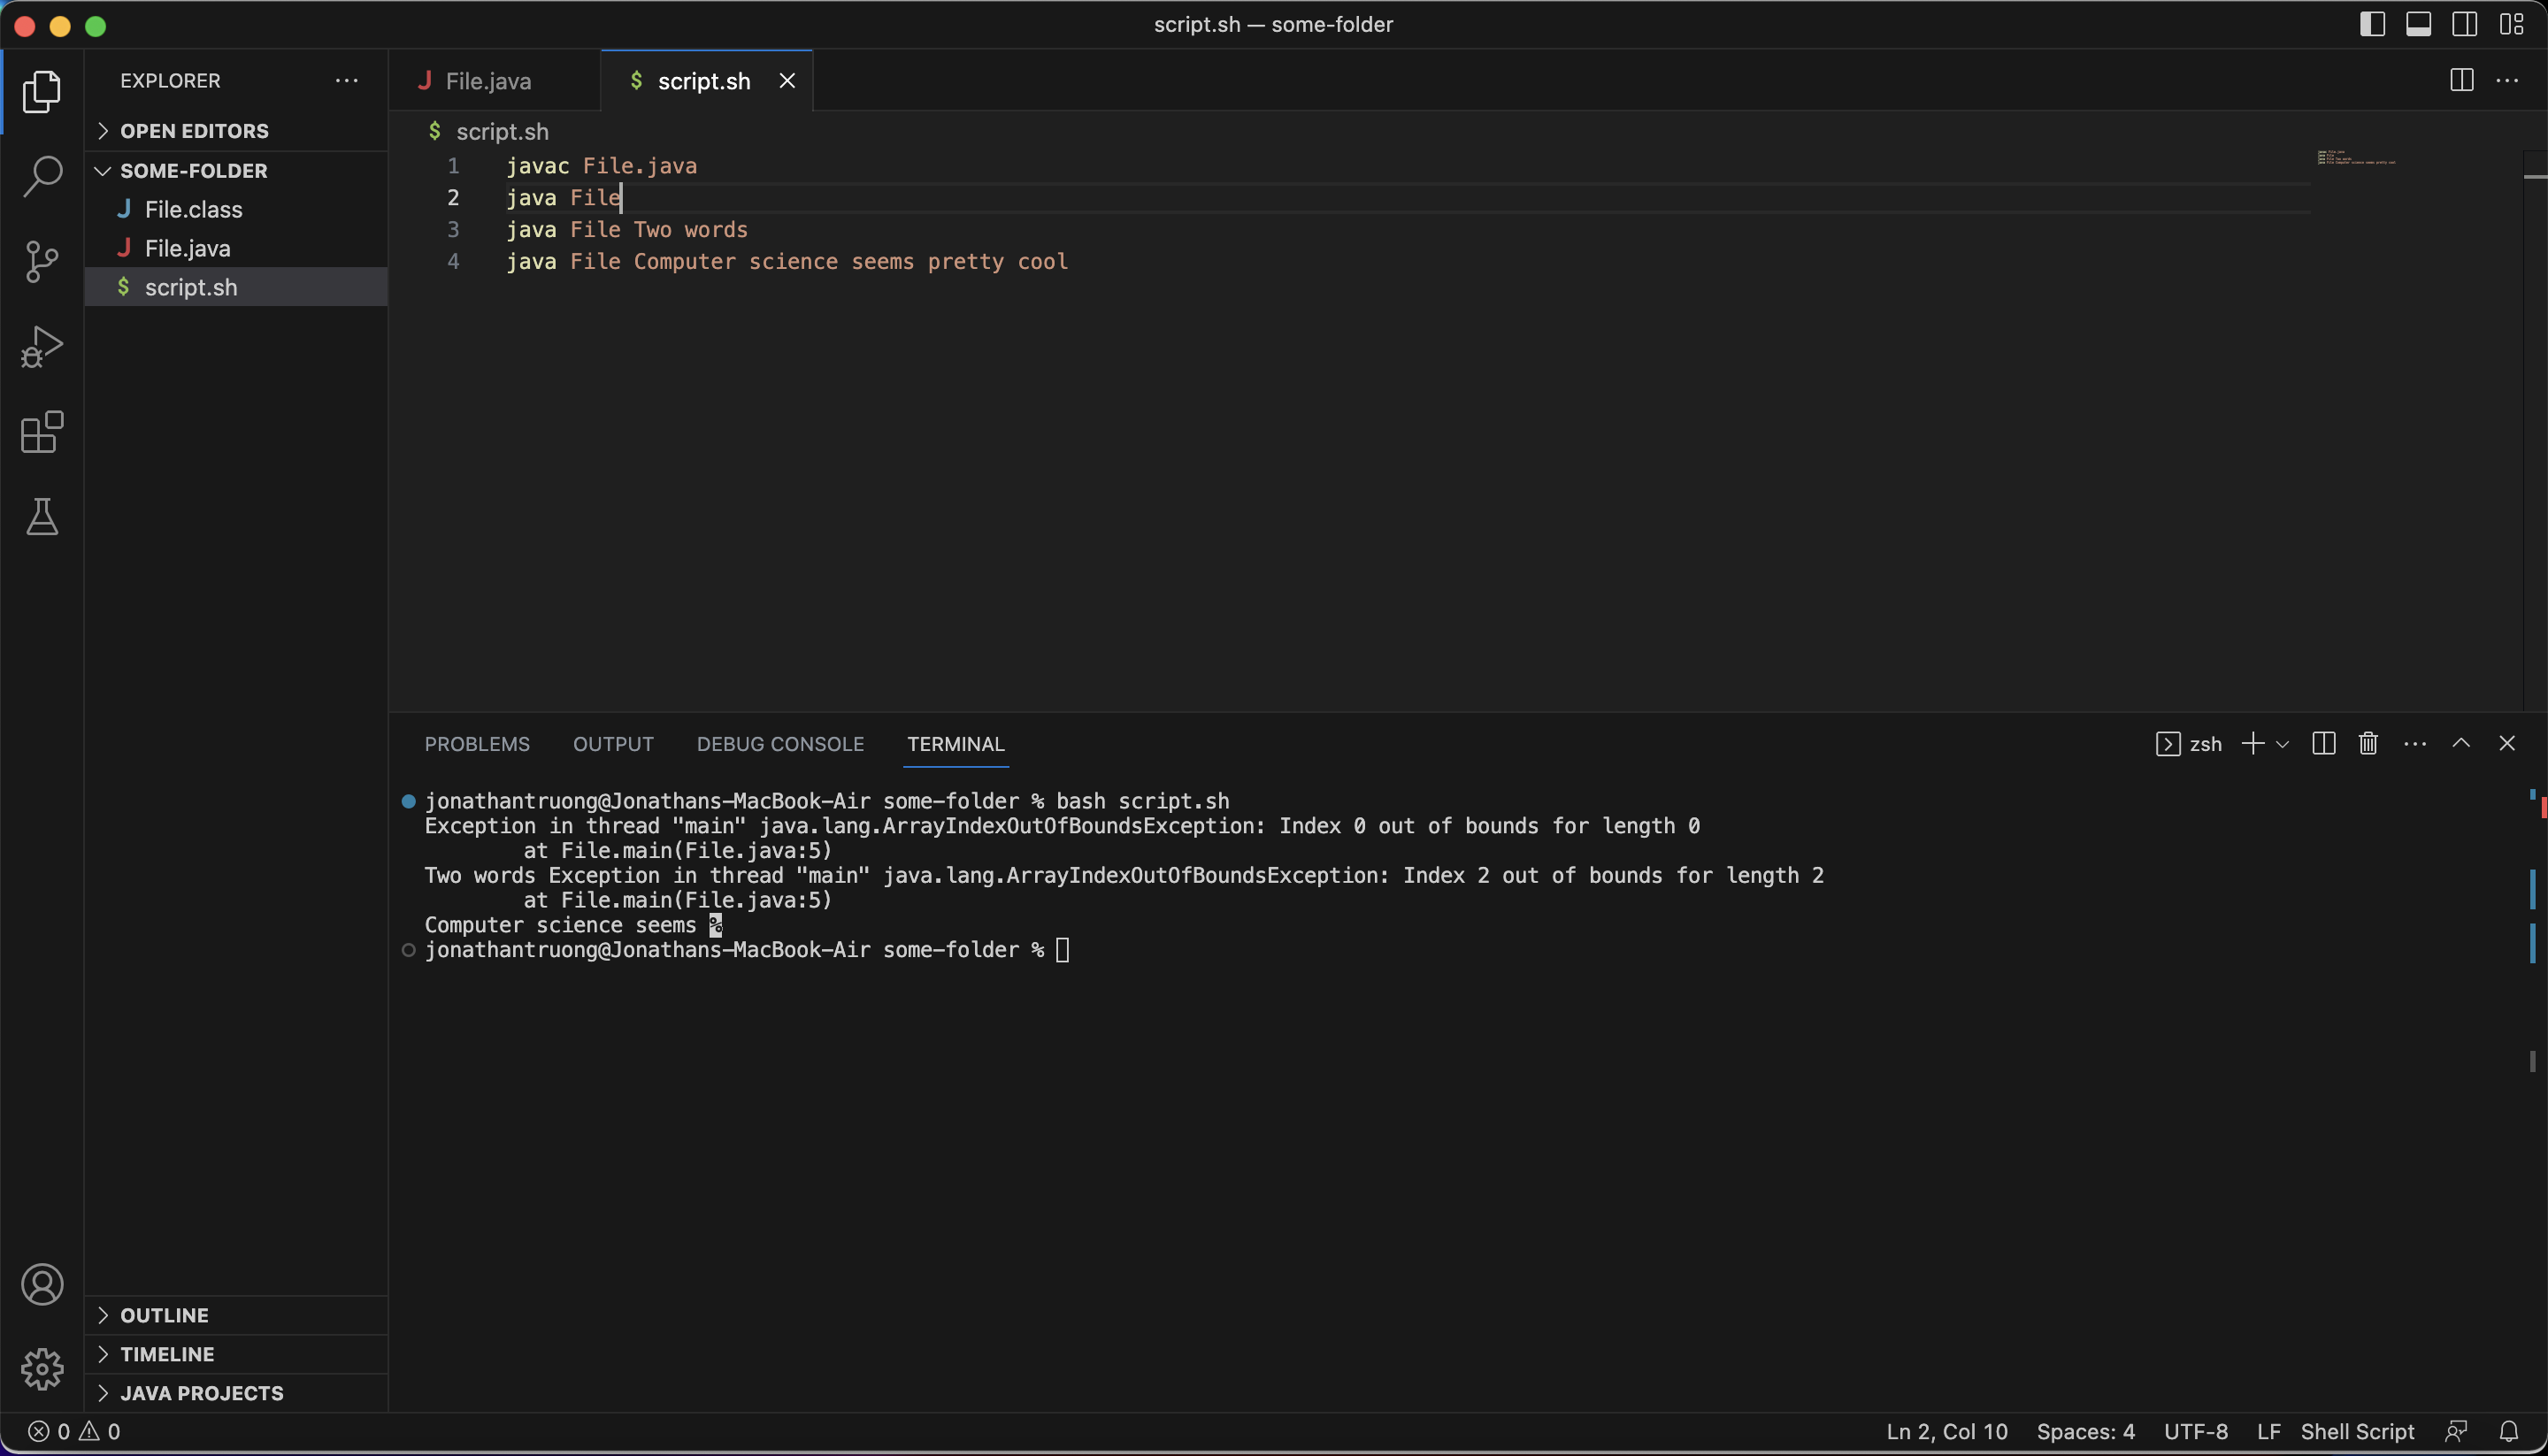 script.sh — some-folder
EXPLORER
OPEN EDITORS
SOME-FOLDER
File.class
File.java
script.sh
OUTLINE
TIMELINE
JAVA PROJECTS
File.java
script.sh
script.sh
1 javac File.java
2 java File
3 java File Two words
4 java File Computer science seems pretty cool
PROBLEMS OUTPUT DEBUG CONSOLE TERMINAL
zsh
jonathantruong@Jonathans-MacBook-Air some-folder % bash script.sh
Exception in thread "main" java.lang.ArrayIndexOutOfBoundsException: Index 0 out of bounds for length 0
at File.main(File.java:5)
Two words Exception in thread "main" java.lang.ArrayIndexOutOfBoundsException: Index 2 out of bounds for length 2
at File.main(File.java:5)
Computer science seems %
jonathantruong@Jonathans-MacBook-Air some-folder %
0 0
Ln 2, Col 10 Spaces: 4 UTF-8 LF Shell Script